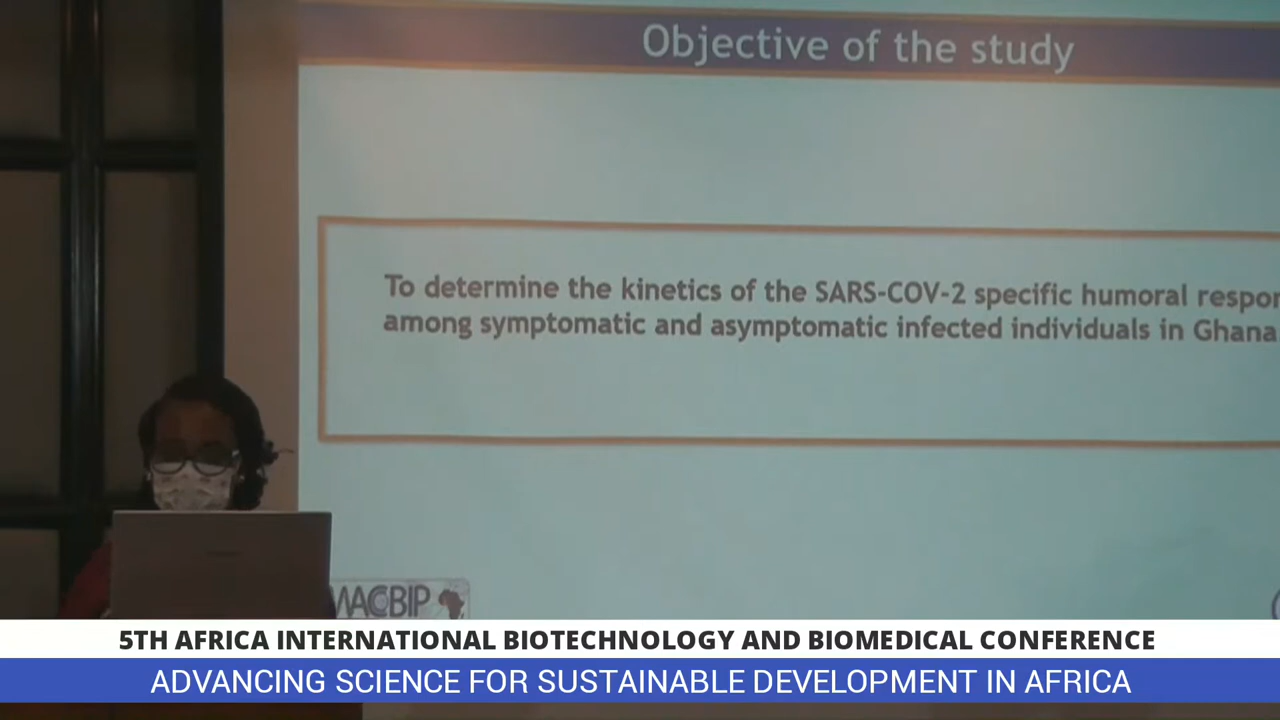 Objective of the study
To determine the kinetics of the SARS-COV-2 specific humoral
among symptomatic and asymptomatic infected individuals in Ghana
5TH AFRICA INTERNATIONAL BIOTECHNOLOGY AND BIOMEDICAL CONFERENCE
ADVANCING SCIENCE FOR SUSTAINABLE DEVELOPMENT IN AFRICA